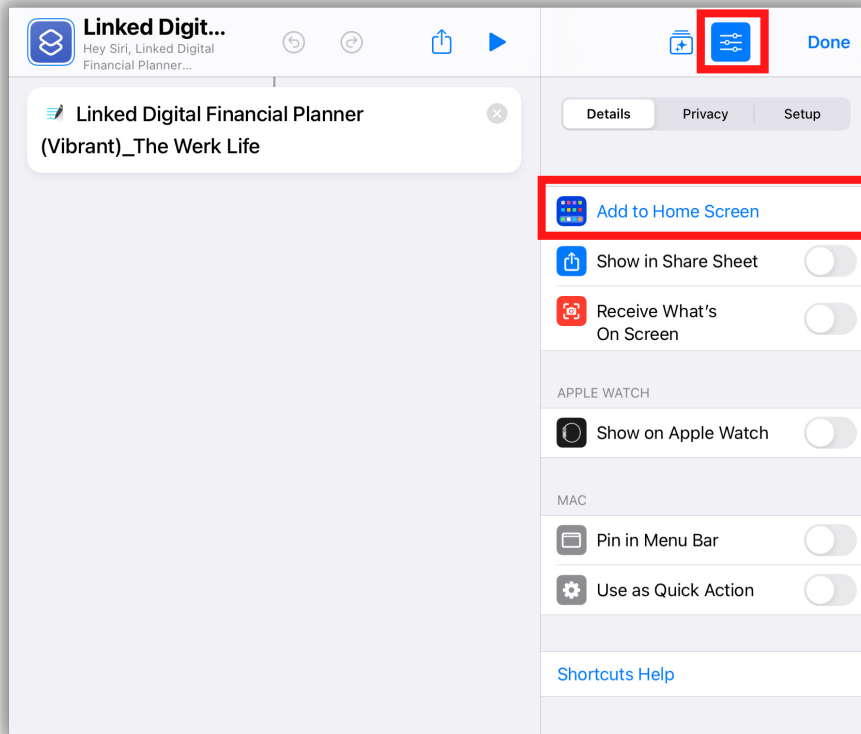 Linked Digit...
Hey Siri, Linked Digital
Financial Planner...
Done
Linked Digital Financial Planner
(Vibrant)_The Werk Life
Details
Privacy
Setup
Add to Home Screen
Show in Share Sheet
Receive What's
On Screen
APPLE WATCH
Show on Apple Watch
MAC
Pin in Menu Bar
Use as Quick Action
Shortcuts Help